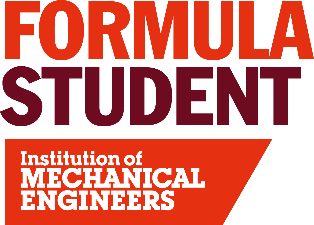 FORMULA
STUDENT
Institution of
MECHANICAL
ENGINEERS